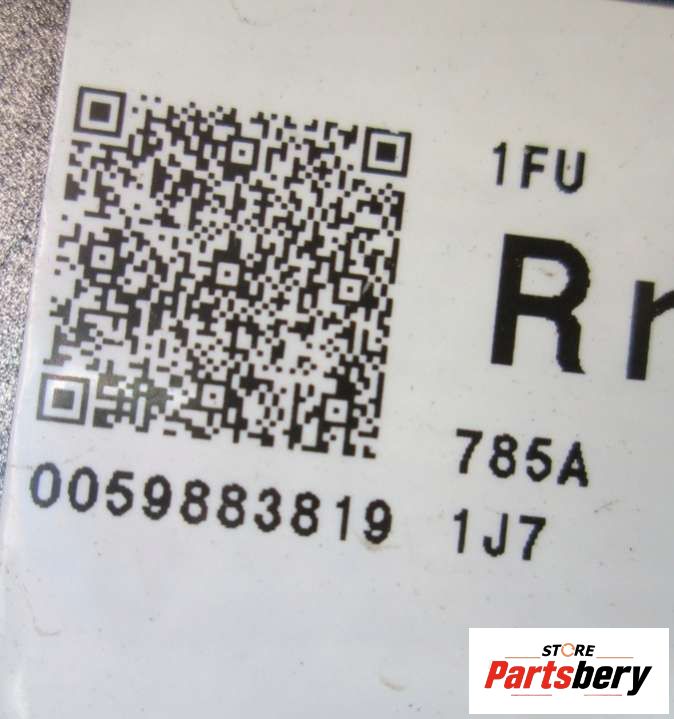 1FU
Rr
785A
0059883819
1J7
STORE
Partsbery